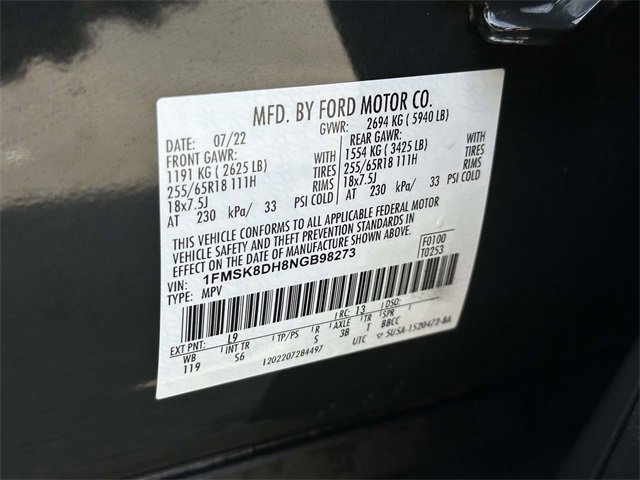 MFD. BY FORD MOTOR CO.
DATE: 07/22 GVWR: 2694 KG ( 5940 LB)
FRONT GAWR: REAR GAWR:
1191 KG ( 2625 LB) WITH 1554 KG ( 3425 LB) WITH
255/65R18 111H TIRES 255/65R18 111H TIRES
18x7.5J RIMS 18x7.5J RIMS
AT 230 kPa/ 33 PSI COLD AT 230 kPa/ 33 PSI COLD
THIS VEHICLE CONFORMS TO ALL APPLICABLE FEDERAL MOTOR
VEHICLE SAFETY AND THEFT PREVENTION STANDARDS IN
EFFECT ON THE DATE OF MANUFACTURE SHOWN ABOVE.
VIN: 1FMSK8DH8NGB98273 F0100
TYPE: MPV T0253
EXT PNT: L9 RC: 13 DSO:
WB INT TR TP/PS R AXLE TR SPR
119 S6 S 3B T BBCC
1202207284497 UTC 5U5A-1520472-BA